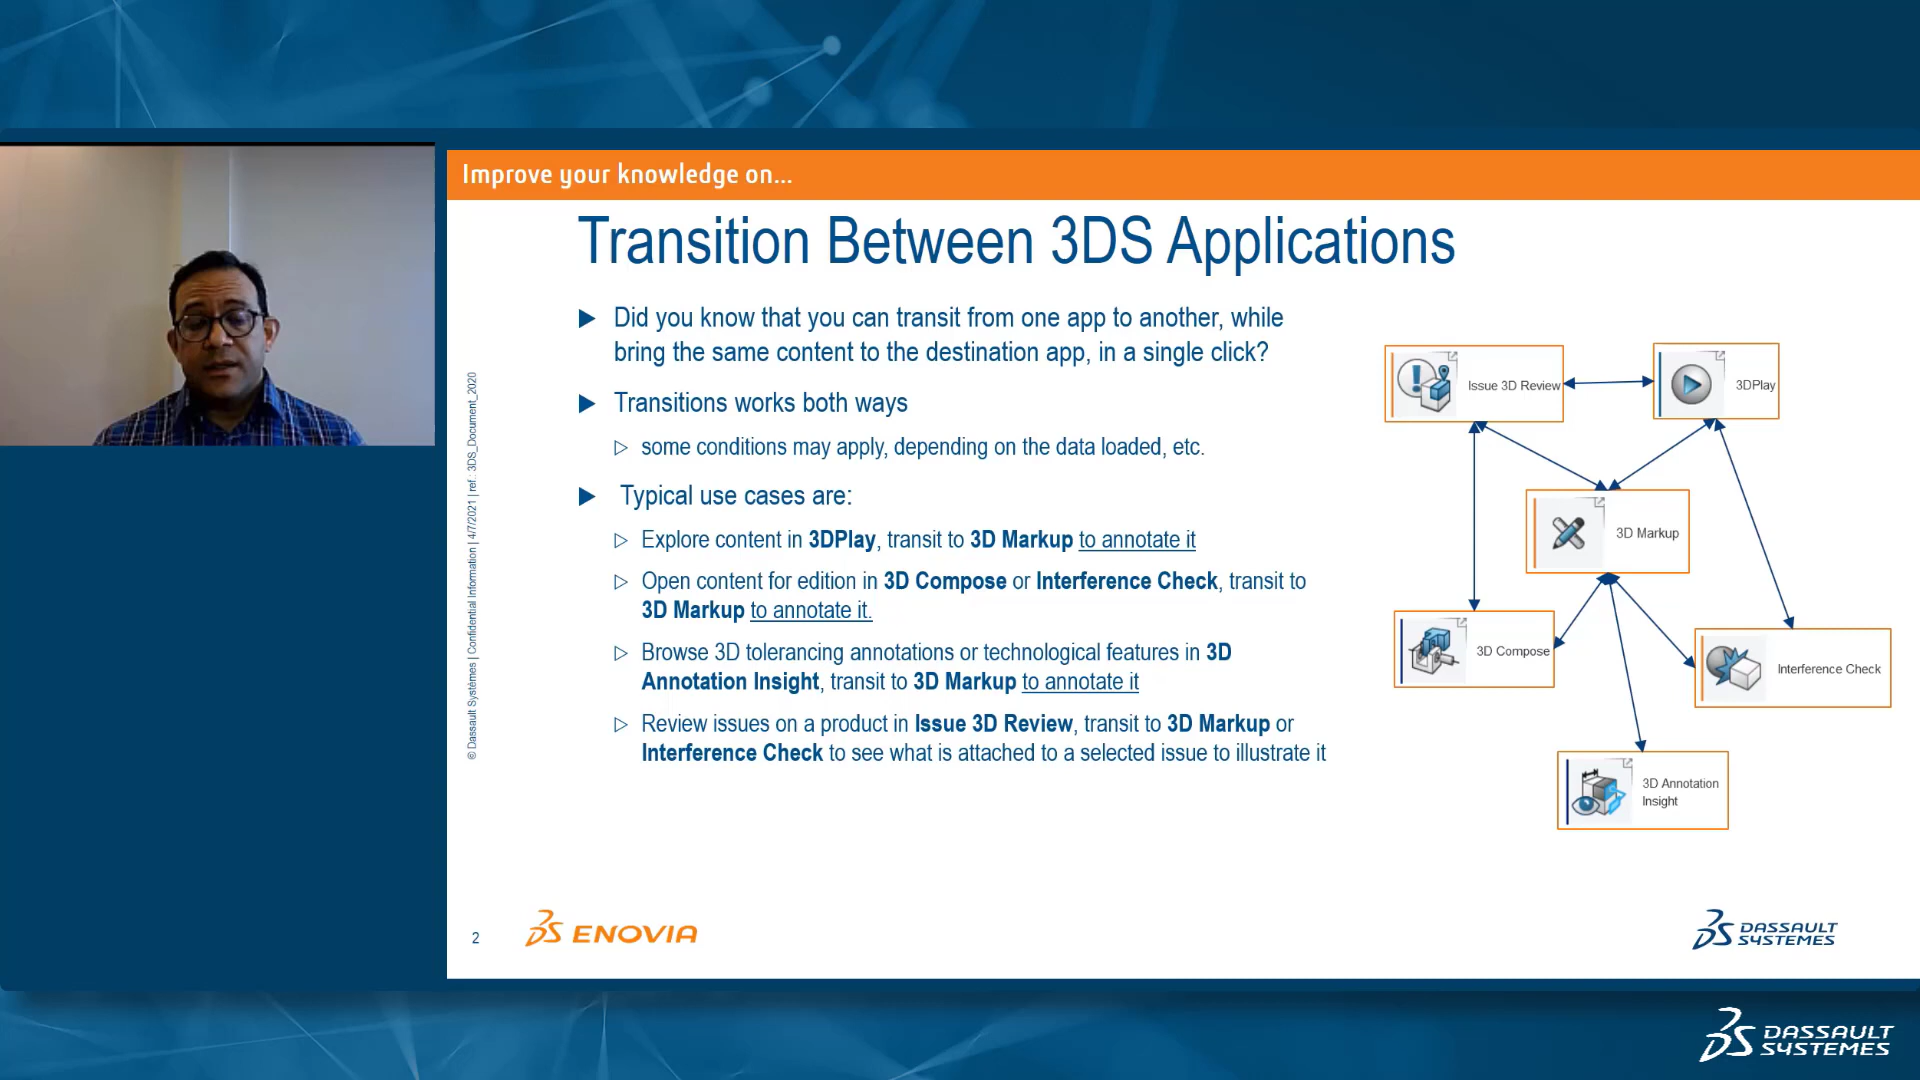 Improve your knowledge on...
Transition Between 3DS Applications
Did you know that you can transit from one app to another, while
bring the same content to the destination app, in a single click?
Transitions works both ways
some conditions may apply, depending on the data loaded, etc.
Typical use cases are:
Explore content in 3DPlay, transit to 3D Markup to annotate it
Open content for edition in 3D Compose or Interference Check, transit to
3D Markup to annotate it.
Browse 3D tolerancing annotations or technological features in 3D
Annotation Insight, transit to 3D Markup to annotate it
Review issues on a product in Issue 3D Review, transit to 3D Markup or
Interference Check to see what is attached to a selected issue to illustrate it
Issue 3D Review
3DPlay
3D Markup
3D Compose
Interference Check
3D Annotation
Insight
© Dassault Systèmes | Confidential Information | 4/7/2021 | ref.: 3DS_Document_2020
2
3DS ENOVIA
3DS DASSAULT
SYSTEMES
3DS DASSAULT
SYSTEMES